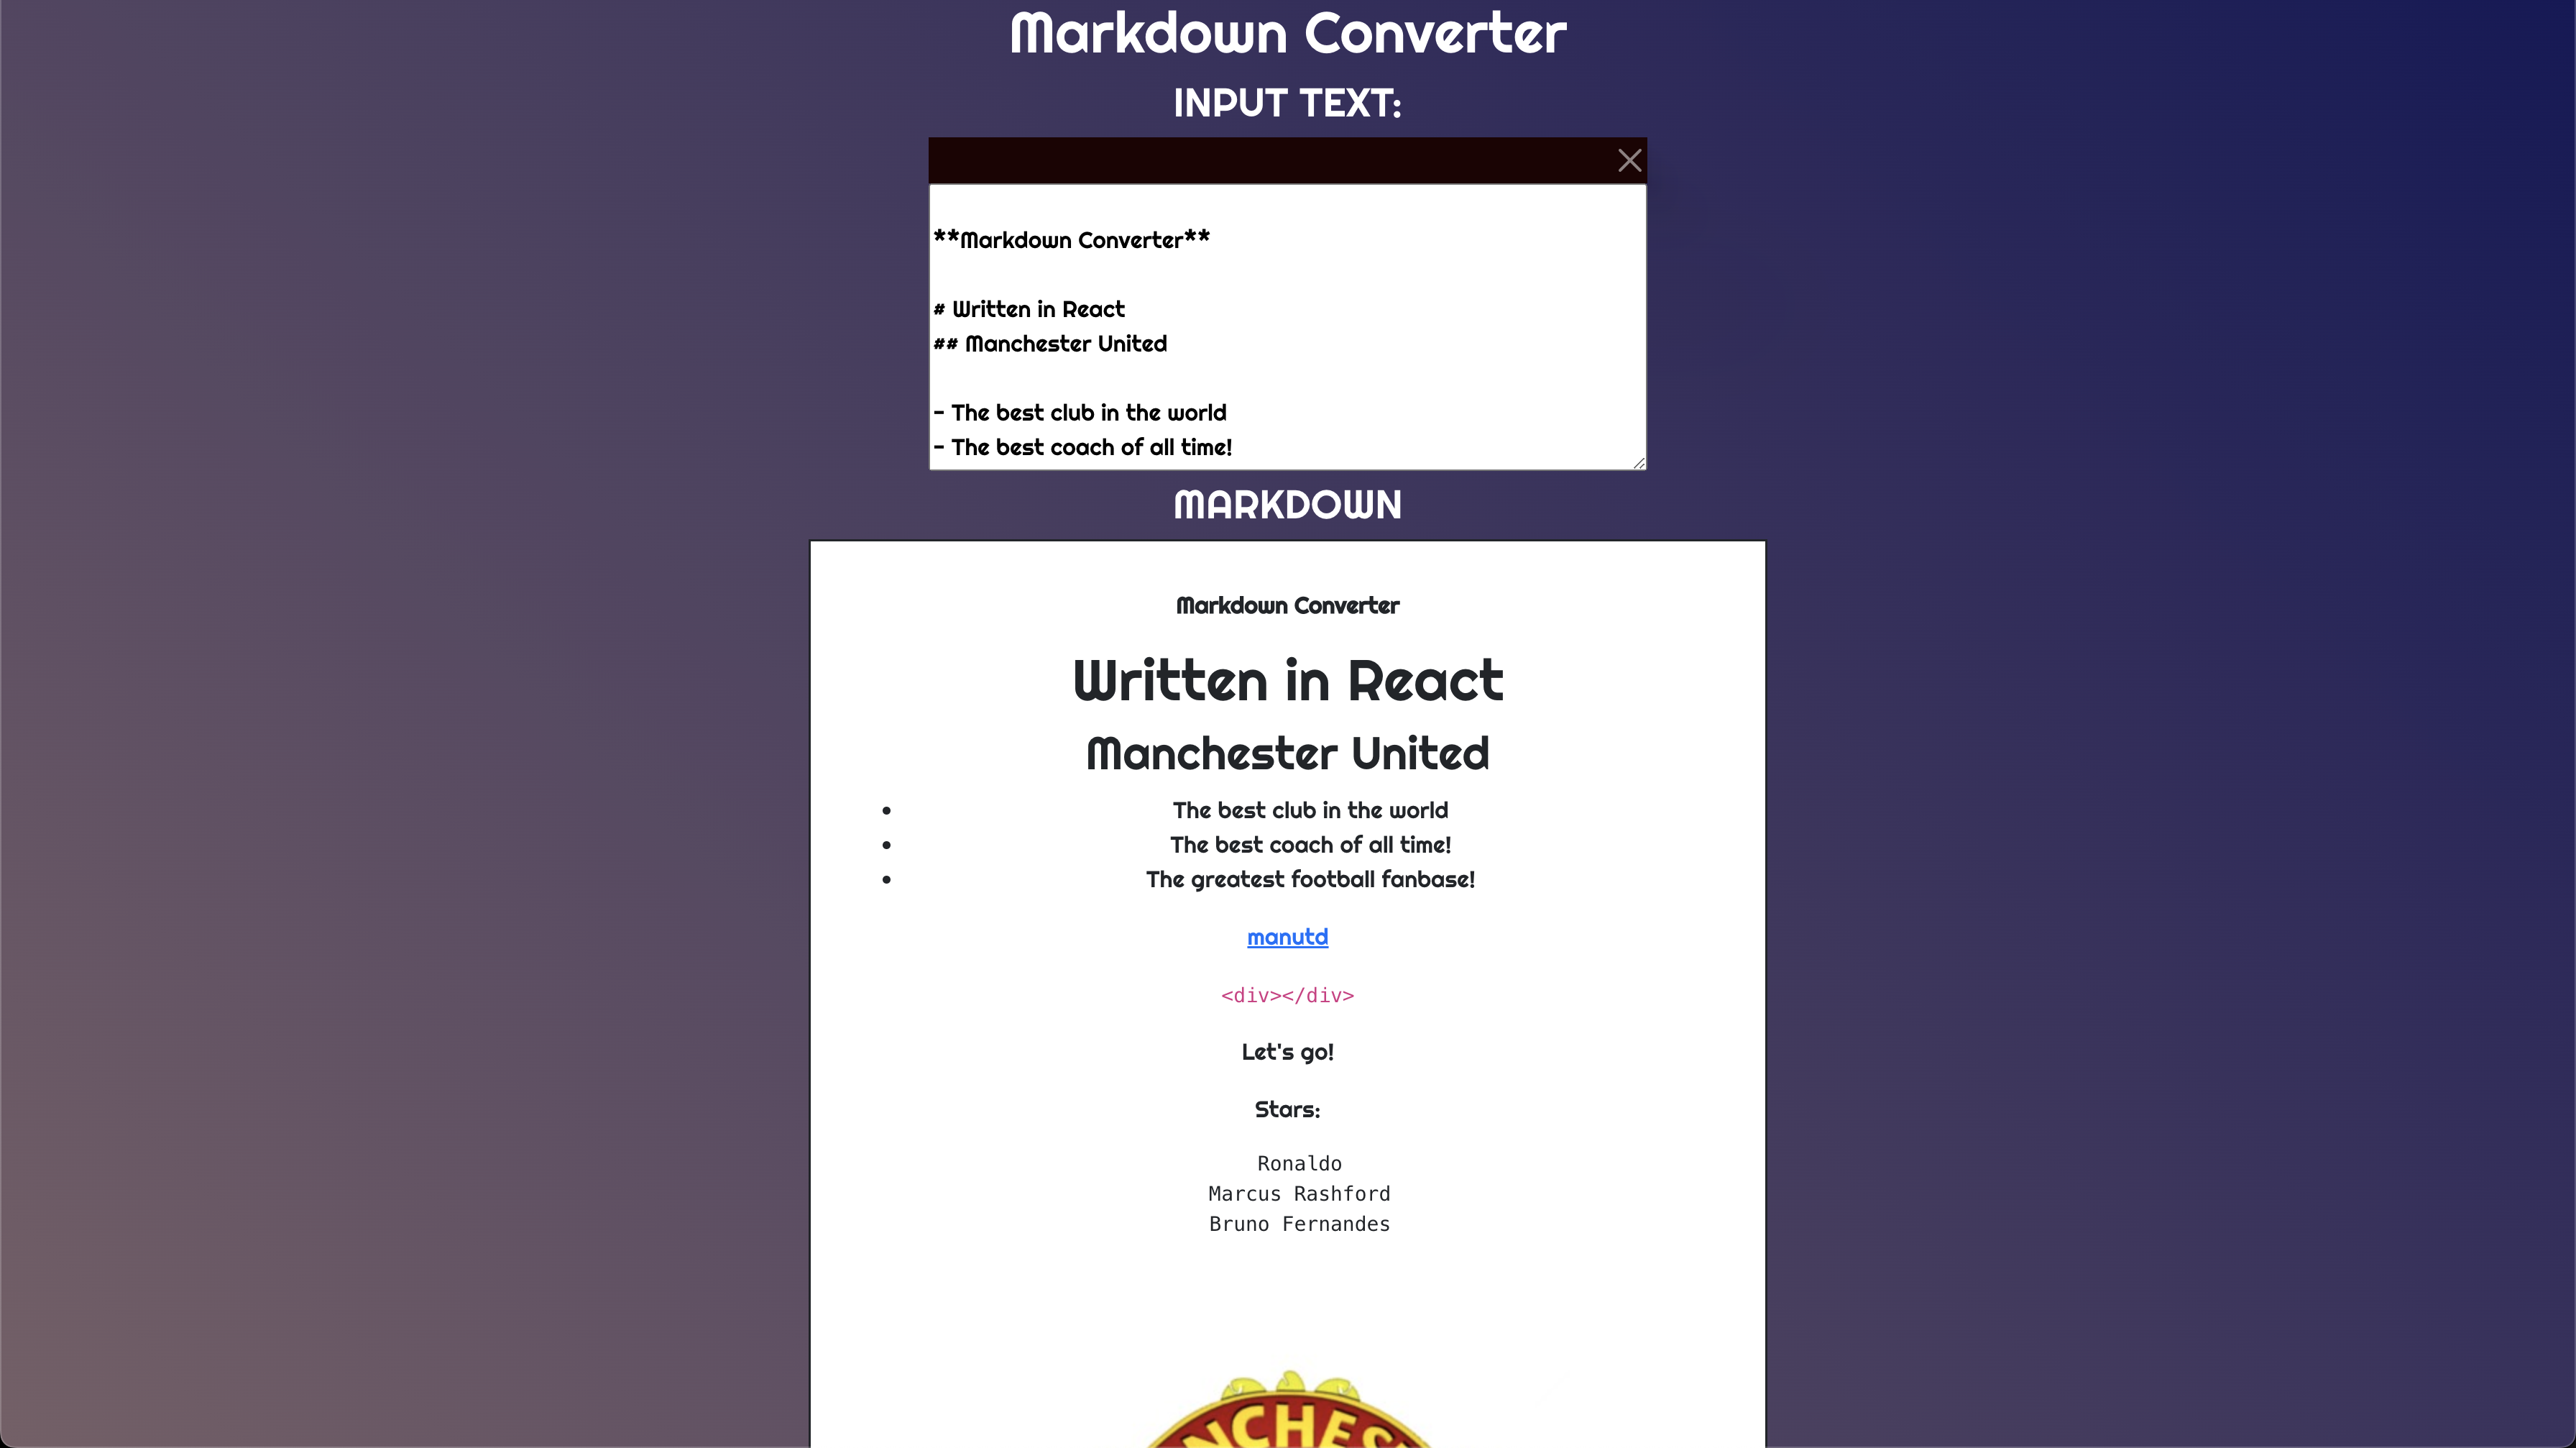 Markdown Converter
INPUT TEXT:
**Markdown Converter**
# Written in React
## Manchester United
- The best club in the world
- The best coach of all time!
MARKDOWN
Markdown Converter
Written in React
Manchester United
• The best club in the world
• The best coach of all time!
• The greatest football fanbase!
manutd
<div></div>
Let's go!
Stars:
Ronaldo
Marcus Rashford
Bruno Fernandes
NCHES